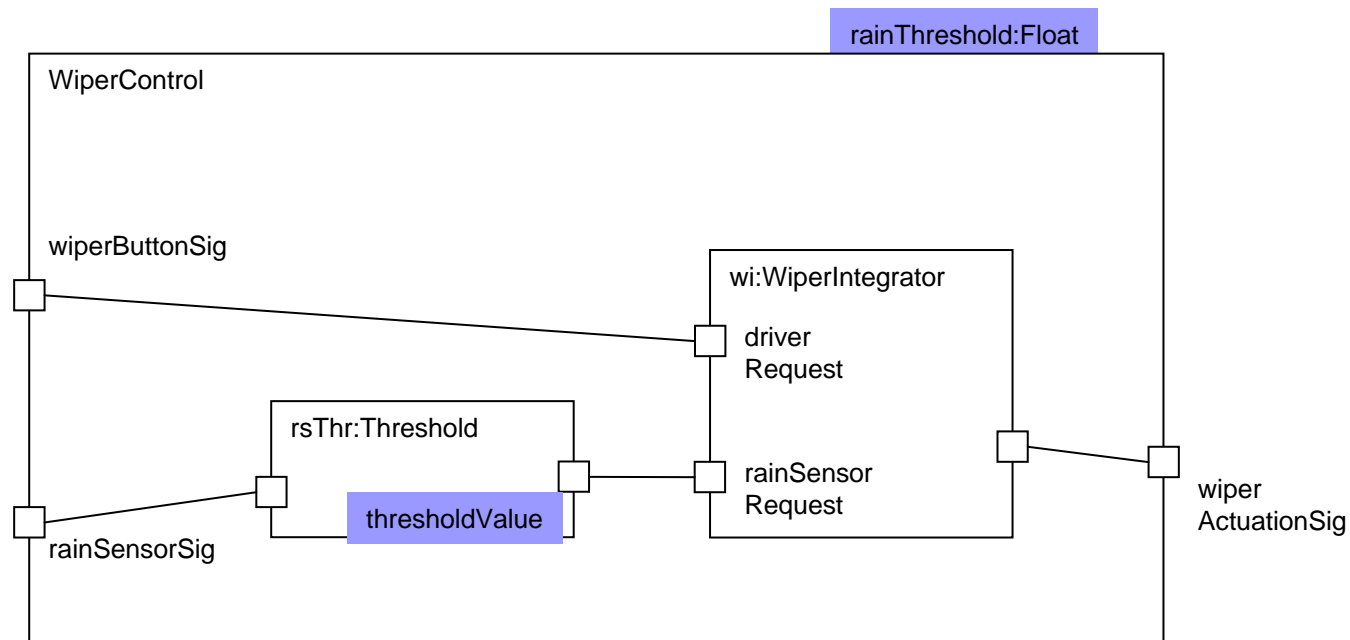 rainThreshold:Float
WiperControl
wiperButtonSig
wi:WiperIntegrator
driver
Request
rsThr:Threshold
rainSensor
Request
thresholdValue
wiper
ActuationSig
rainSensorSig